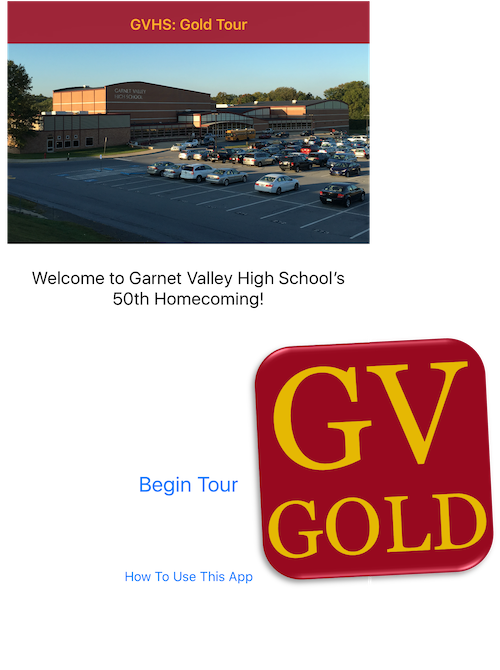 GVHS: Gold Tour
GARNET VALLEY
HIGH SCHOOL
Welcome to Garnet Valley High School’s
50th Homecoming!
GV
GOLD
Begin Tour
How To Use This App